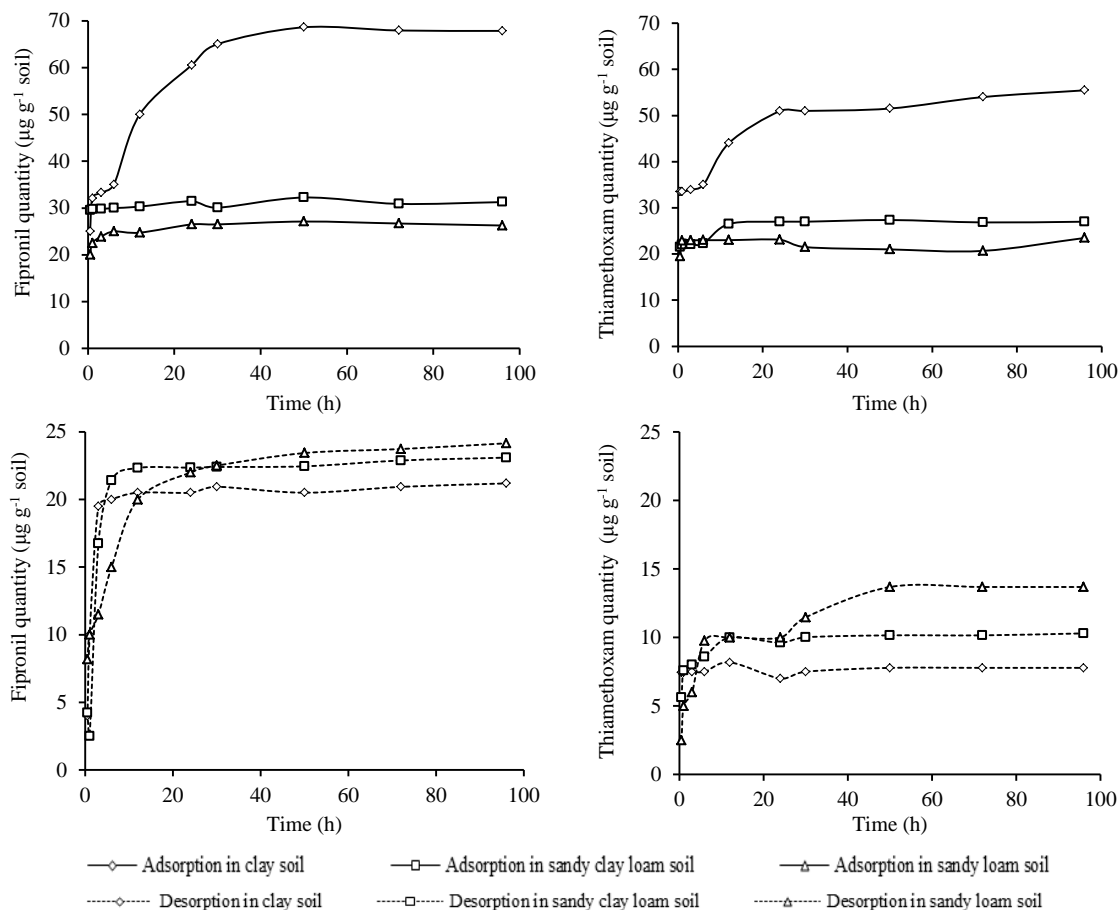 70
60
50
40
30
20
10
0
Fipronil quantity (µg g-1 soil)
0 20 40 60 80 100
Time (h)
70
60
50
40
30
20
10
0
Thiamethoxam quantity (µg g-1 soil)
0 20 40 60 80 100
Time (h)
25
20
15
10
5
0
Fipronil quantity (µg g-1 soil)
0 20 40 60 80 100
Time (h)
25
20
15
10
5
0
Thiamethoxam quantity (µg g-1 soil)
0 20 40 60 80 100
Time (h)
Adsorption in clay soil Adsorption in sandy clay loam soil Adsorption in sandy loam soil
Desorption in clay soil Desorption in sandy clay loam soil Desorption in sandy loam soil